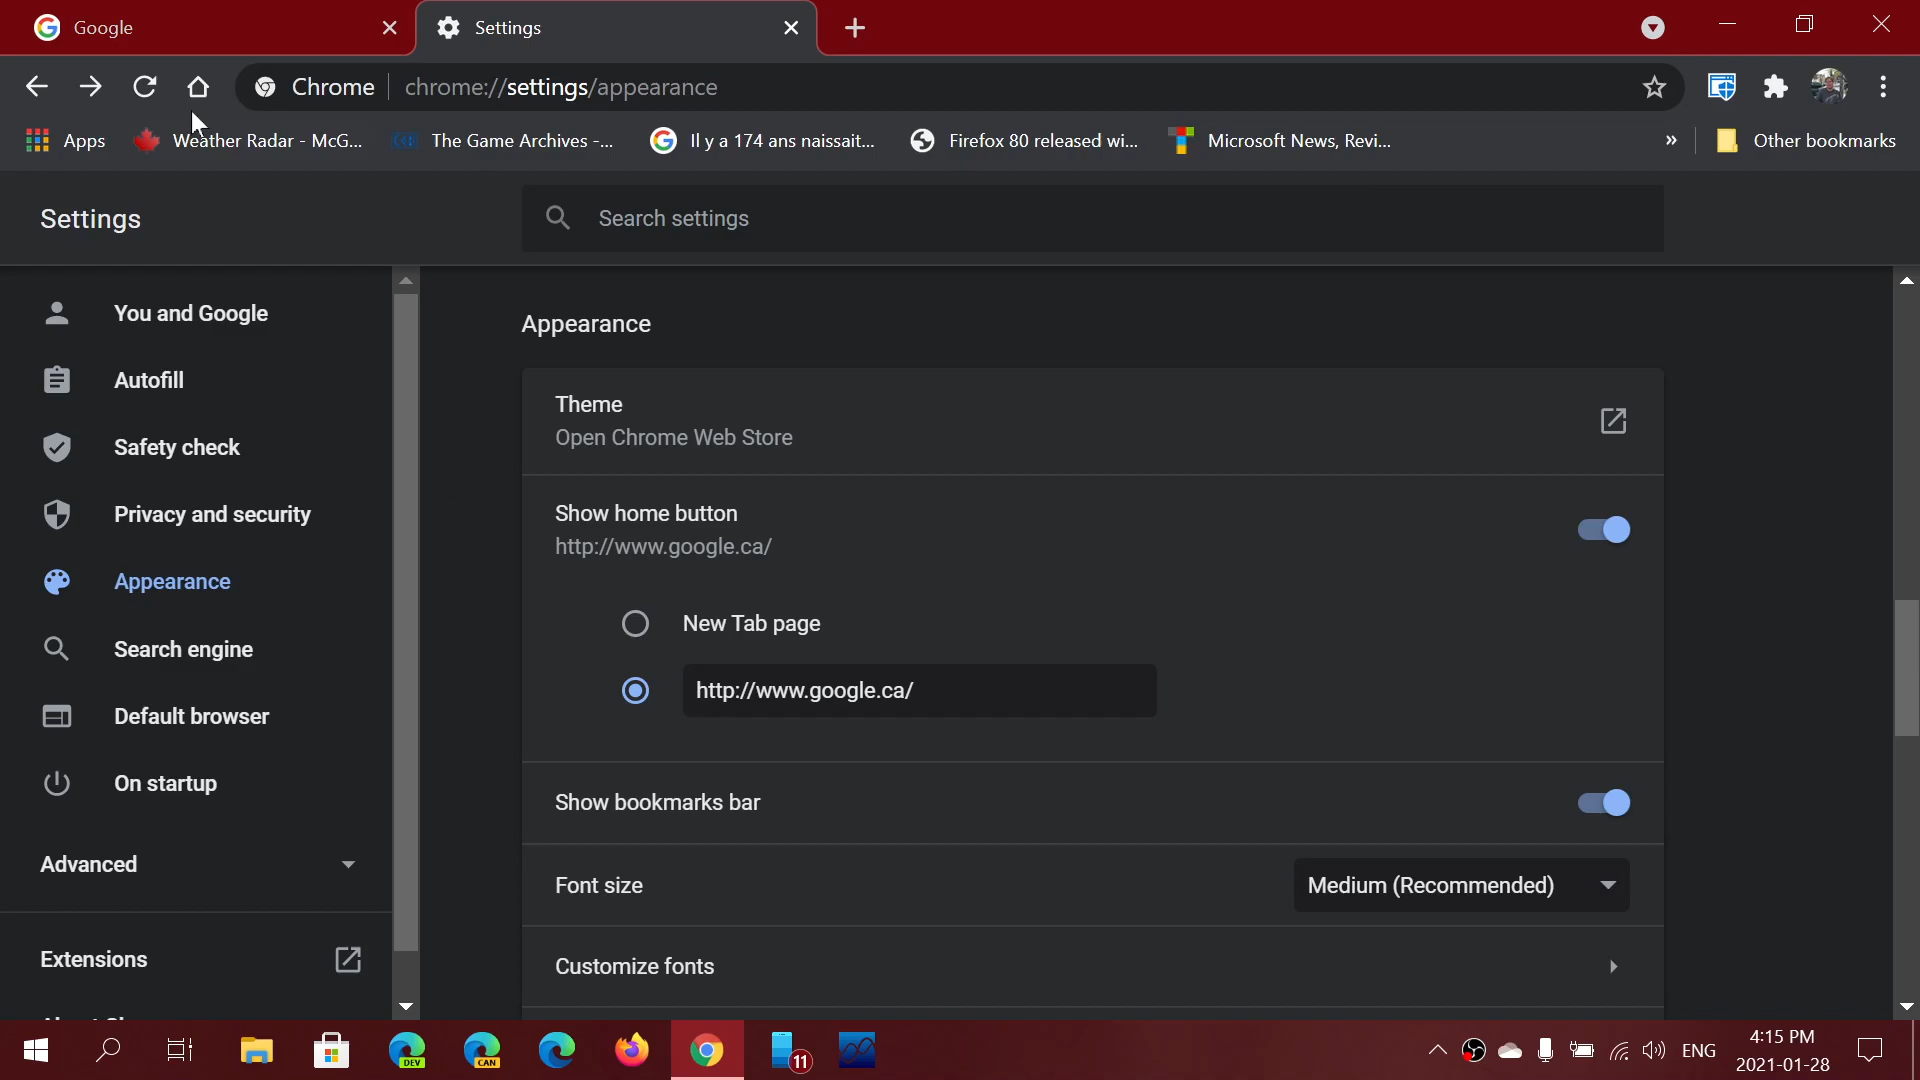 Google
Settings
Chrome
chrome://settings/appearance
Apps
Weather Radar - McG...
The Game Archives -...
Il y a 174 ans naissait...
Firefox 80 released wi...
Microsoft News, Revi...
»
Other bookmarks
Settings
Search settings
You and Google
Autofill
Safety check
Privacy and security
Appearance
Search engine
Default browser
On startup
Advanced
Extensions
Appearance
Theme
Open Chrome Web Store
Show home button
http://www.google.ca/
New Tab page
http://www.google.ca/
Show bookmarks bar
Font size
Medium (Recommended)
Customize fonts
DEV
CAN
11
ENG
4:15 PM
2021-01-28